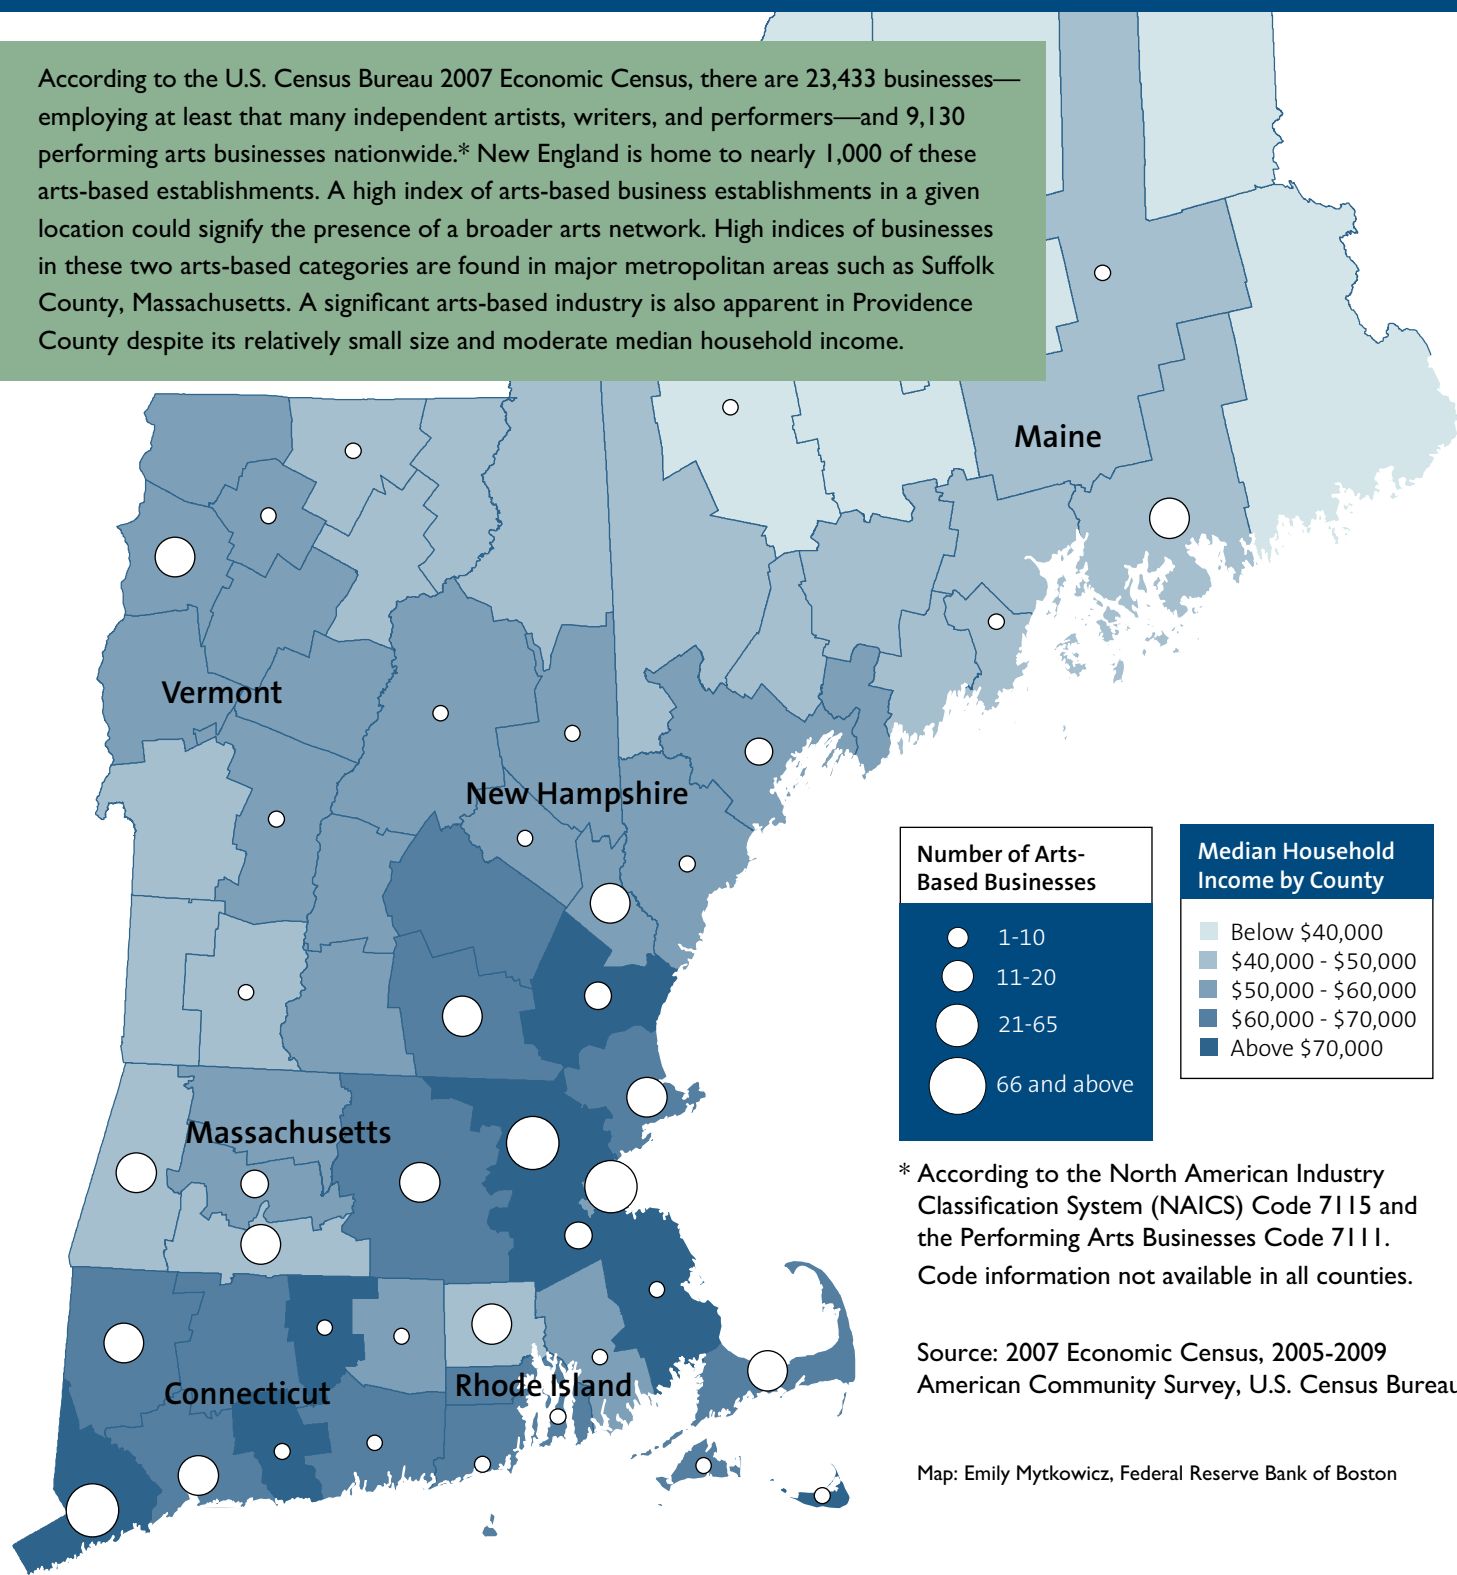 According to the U.S. Census Bureau 2007 Economic Census, there are 23,433 businesses—
employing at least that many independent artists, writers, and performers—and 9,130
performing arts businesses nationwide.* New England is home to nearly 1,000 of these
arts-based establishments. A high index of arts-based business establishments in a given
location could signify the presence of a broader arts network. High indices of businesses
in these two arts-based categories are found in major metropolitan areas such as Suffolk
County, Massachusetts. A significant arts-based industry is also apparent in Providence
County despite its relatively small size and moderate median household income.
Maine
Vermont
New Hampshire
Massachusetts
Connecticut
Rhode Island
Number of Arts-
Based Businesses
1-10
11-20
21-65
66 and above
Median Household
Income by County
Below $40,000
$40,000 - $50,000
$50,000 - $60,000
$60,000 - $70,000
Above $70,000
* According to the North American Industry
Classification System (NAICS) Code 7115 and
the Performing Arts Businesses Code 7111.
Code information not available in all counties.
Source: 2007 Economic Census, 2005-2009
American Community Survey, U.S. Census Bureau
Map: Emily Mytkowicz, Federal Reserve Bank of Boston